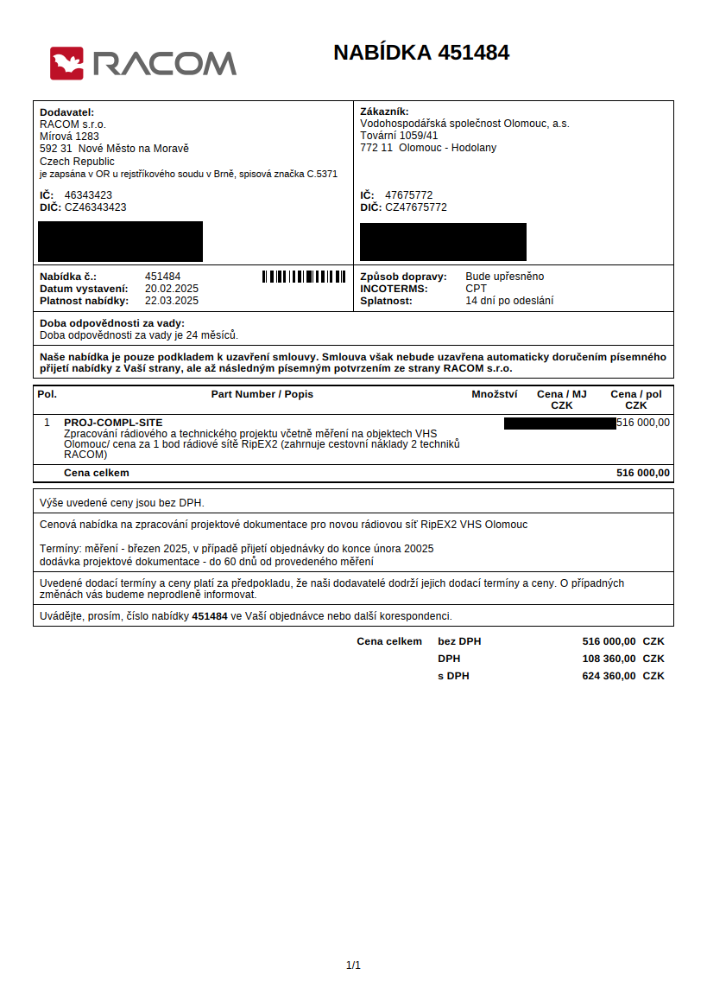 RACOM
NABÍDKA 451484
Dodavatel:
RACOM s.r.o.
Mírová 1283
592 31 Nové Město na Moravě
Czech Republic
je zapsána v OR u rejstříkového soudu v Brně, spisová značka C.5371
IČ: 46343423
DIČ: CZ46343423
Zákazník:
Vodohospodářská společnost Olomouc, a.s.
Tovární 1059/41
772 11 Olomouc - Hodolany
IČ: 47675772
DIČ: CZ47675772
Nabídka č.: 451484
Datum vystavení: 20.02.2025
Platnost nabídky: 22.03.2025
Způsob dopravy: Bude upřesněno
INCOTERMS: CPT
Splatnost: 14 dní po odeslání
Doba odpovědnosti za vady:
Doba odpovědnosti za vady je 24 měsíců.
Naše nabídka je pouze podkladem k uzavření smlouvy. Smlouva však nebude uzavřena automaticky doručením písemného
přijetí nabídky z Vaší strany, ale až následným písemným potvrzením ze strany RACOM s.r.o.
Pol. Part Number / Popis Množství Cena / MJ Cena / pol
CZK CZK
1 PROJ-COMPL-SITE 516 000,00
Zpracování rádiového a technického projektu včetně měření na objektech VHS
Olomouc/ cena za 1 bod rádiové sítě RipEX2 (zahrnuje cestovní náklady 2 techniků
RACOM)
Cena celkem 516 000,00
Výše uvedené ceny jsou bez DPH.
Cenová nabídka na zpracování projektové dokumentace pro novou rádiovou síť RipEX2 VHS Olomouc
Termíny: měření - březen 2025, v případě přijetí objednávky do konce února 20025
dodávka projektové dokumentace - do 60 dnů od provedeného měření
Uvedené dodací termíny a ceny platí za předpokladu, že naši dodavatelé dodrží jejich dodací termíny a ceny. O případných
změnách vás budeme neprodleně informovat.
Uvádějte, prosím, číslo nabídky 451484 ve Vaší objednávce nebo další korespondenci.
Cena celkem bez DPH 516 000,00 CZK
DPH 108 360,00 CZK
s DPH 624 360,00 CZK
1/1